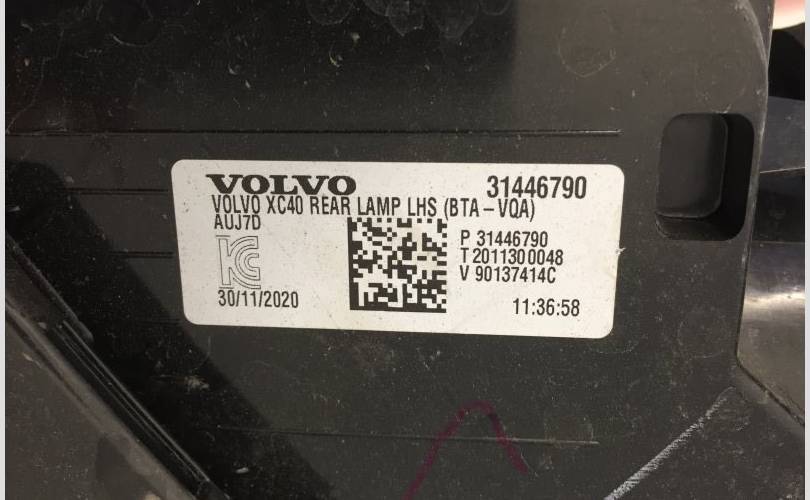 VOLVO 31446790
VOLVO XC40 REAR LAMP LHS (BTA-VQA)
AUJ7D
P 31446790
T 2011300048
V 90137414C
30/11/2020
11:36:58